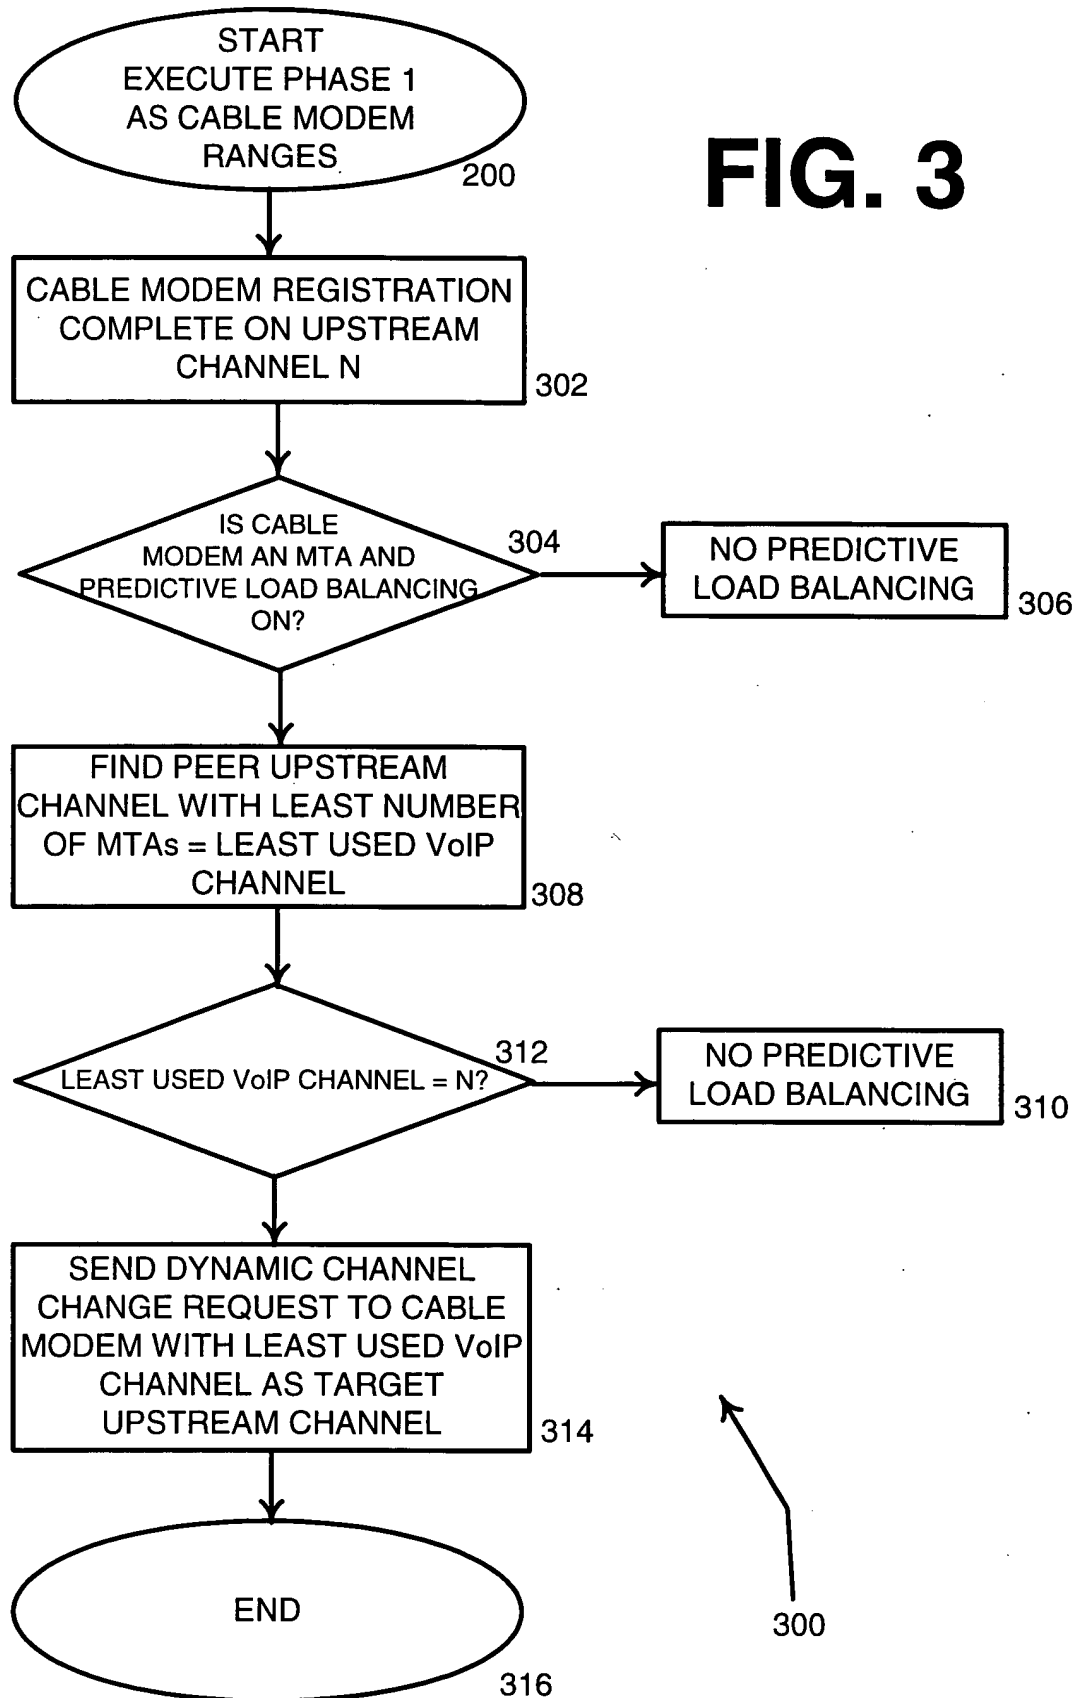 START
EXECUTE PHASE 1
AS CABLE MODEM
RANGES
200
FIG. 3
CABLE MODEM REGISTRATION
COMPLETE ON UPSTREAM
CHANNEL N
302
IS CABLE
MODEM AN MTA AND
PREDICTIVE LOAD BALANCING
ON?
304
NO PREDICTIVE
LOAD BALANCING
306
FIND PEER UPSTREAM
CHANNEL WITH LEAST NUMBER
OF MTAs = LEAST USED VoIP
CHANNEL
308
LEAST USED VoIP CHANNEL = N?
312
NO PREDICTIVE
LOAD BALANCING
310
SEND DYNAMIC CHANNEL
CHANGE REQUEST TO CABLE
MODEM WITH LEAST USED VoIP
CHANNEL AS TARGET
UPSTREAM CHANNEL
314
END
316
300